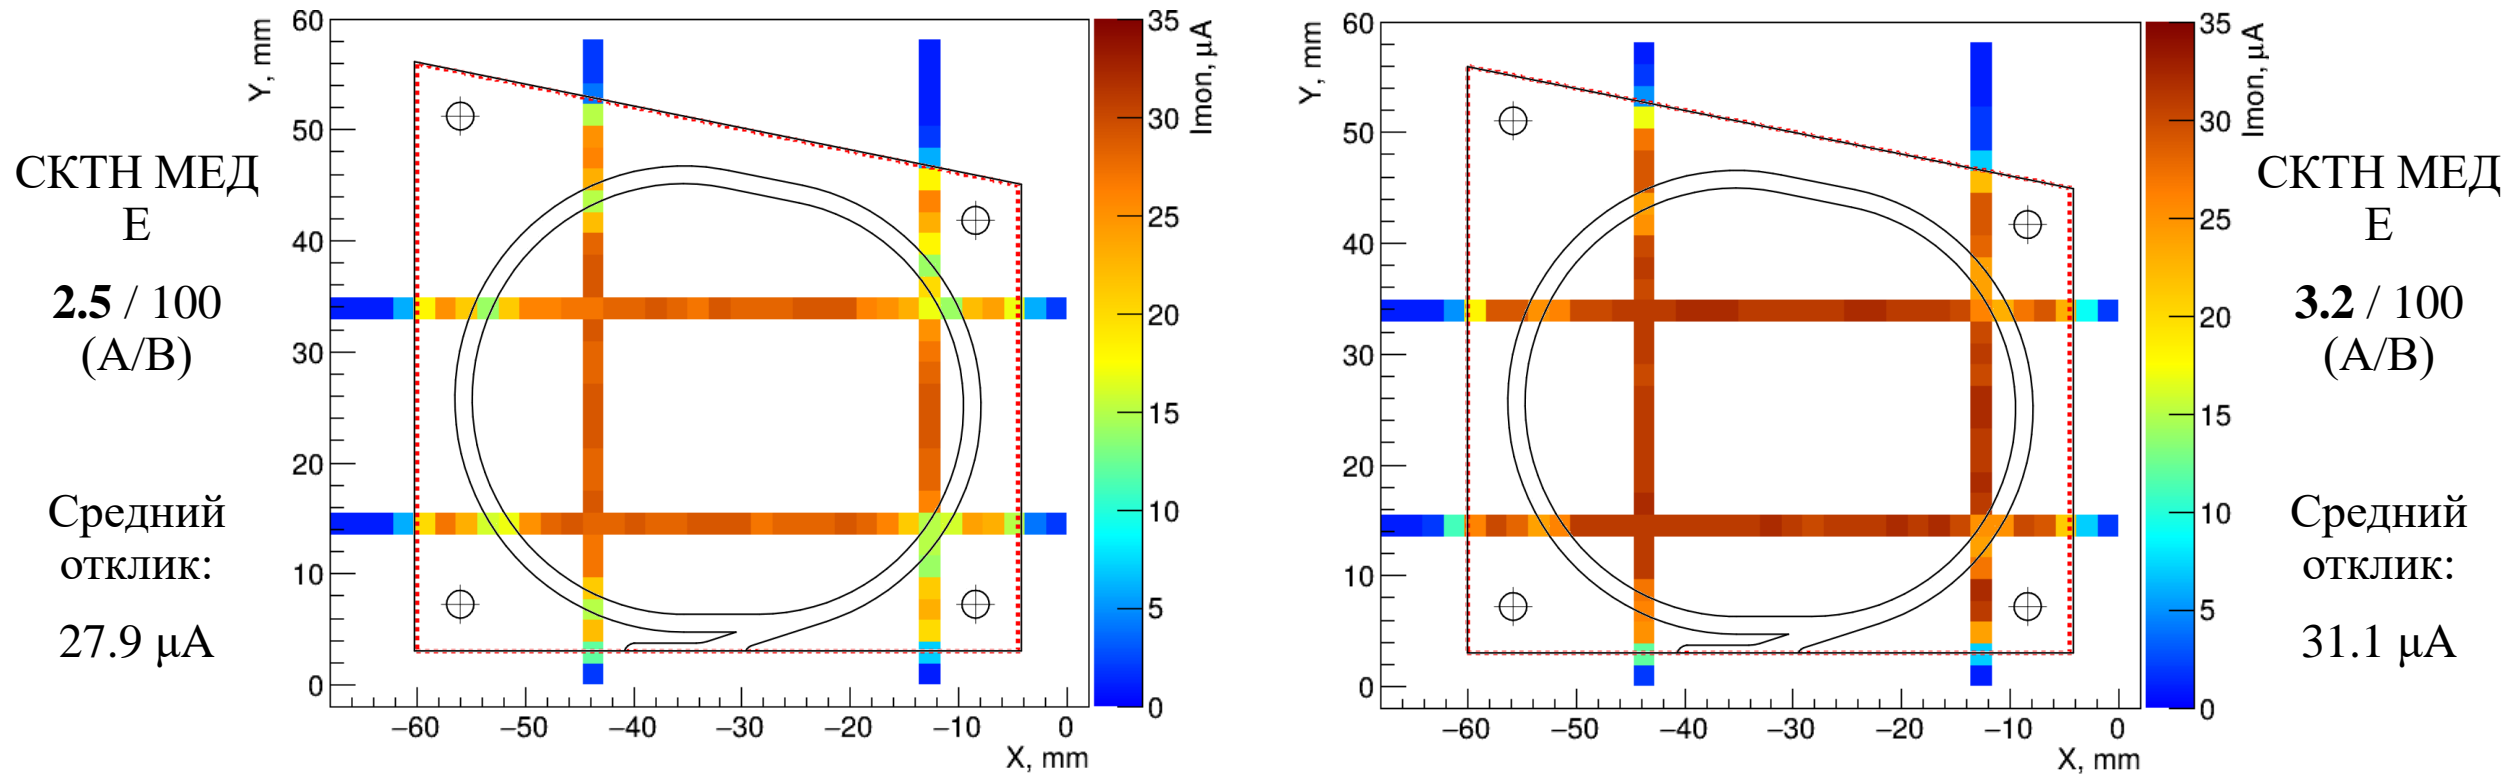 СКТН МЕД
Е
2.5 / 100
(А/В)
Средний
отклик:
27.9 μA
Y, mm
60
50
40
30
20
10
0
−60 −50 −40 −30 −20 −10 0
X, mm
35
30
25
20
15
10
5
0
Imon, μA
Y, mm
60
50
40
30
20
10
0
−60 −50 −40 −30 −20 −10 0
X, mm
35
30
25
20
15
10
5
0
Imon, μA
СКТН МЕД
Е
3.2 / 100
(А/В)
Средний
отклик:
31.1 μA